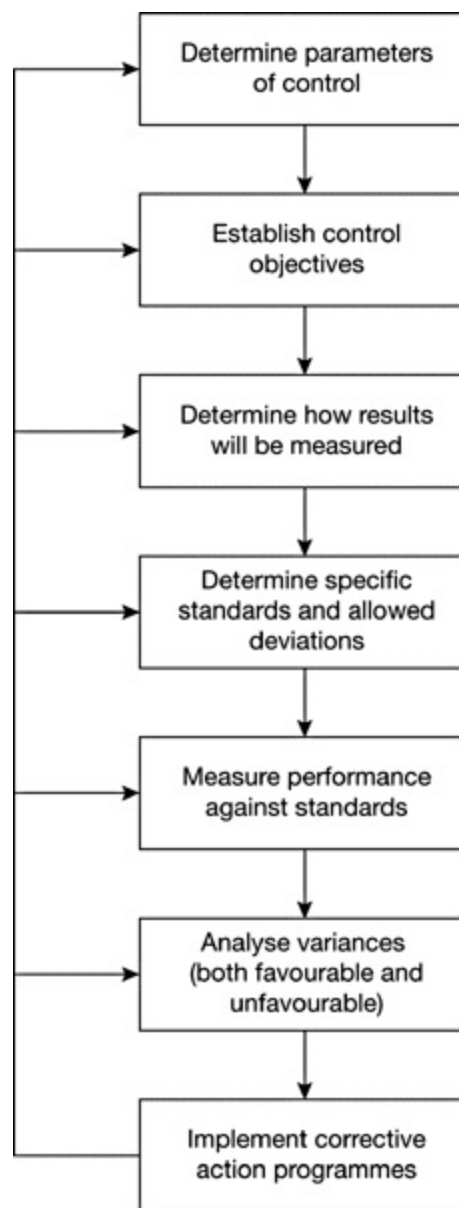 Determine parameters
of control
Establish control
objectives
Determine how results
will be measured
Determine specific
standards and allowed
deviations
Measure performance
against standards
Analyse variances
(both favourable and
unfavourable)
Implement corrective
action programmes